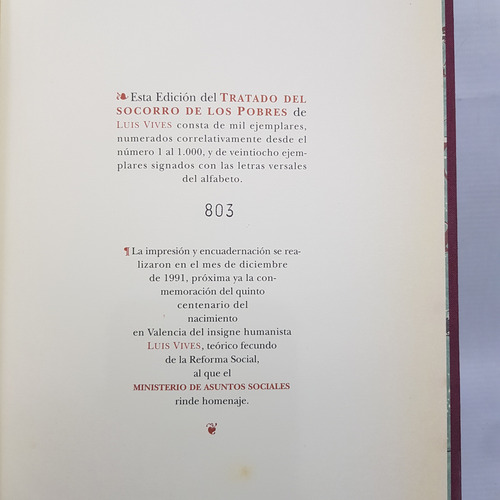 ❧ Esta Edición del TRATADO DEL
SOCORRO DE LOS POBRES de
LUIS VIVES consta de mil ejemplares,
numerados correlativamente desde el
número 1 al 1.000, y de veintiocho ejem-
plares signados con las letras versales
del alfabeto.
803
¶ La impresión y encuadernación se rea-
lizaron en el mes de diciembre
de 1991, próxima ya la con-
memoración del quinto
centenario del
nacimiento
en Valencia del insigne humanista
LUIS VIVES, teórico fecundo
de la Reforma Social,
al que el
MINISTERIO DE ASUNTOS SOCIALES
rinde homenaje.
❦